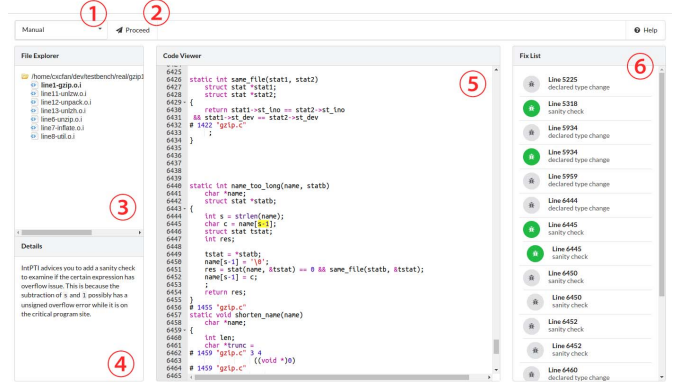 1
2
Manual
Proceed
Help
File Explorer
/home/cxcfan/dev/testbench/real/gzip1
line1-gzip.o.i
line11-unlzw.o.i
line12-unpack.o.i
line13-unlzh.o.i
line6-unzip.o.i
line7-inflate.o.i
line8-util.o.i
3
Details
IntPTI advices you to add a sanity check
to examine if the certain expression has
overflow issue. This is because the
subtraction of s and 1 possibly has a
unsigned overflow error while it is on
the critical program site.
4
Code Viewer
5
6425
6426 static int same_file(stat1, stat2)
6427 struct stat *stat1;
6428 struct stat *stat2;
6429 {
6430 return stat1->st_ino == stat2->st_ino
6431 && stat1->st_dev == stat2->st_dev
6432 # 1422 "gzip.c"
6433 ;
6434 }
6435
6436
6437
6438
6439
6440 static int name_too_long(name, statb)
6441 char *name;
6442 struct stat *statb;
6443 {
6444 int s = strlen(name);
6445 char c = name[s-1];
6446 struct stat tstat;
6447 int res;
6448
6449 tstat = *statb;
6450 name[s-1] = '\0';
6451 res = stat(name, &tstat) == 0 && same_file(statb, &tstat);
6452 name[s-1] = c;
6453 ;
6454 return res;
6455 }
6456 # 1455 "gzip.c"
6457 static void shorten_name(name)
6458 char *name;
6459 {
6460 int len;
6461 char *trunc =
6462 # 1459 "gzip.c" 3 4
6463 ((void *)0)
6464 # 1459 "gzip.c"
6465
Fix List
6
Line 5225
declared type change
Line 5318
sanity check
Line 5934
declared type change
Line 5934
declared type change
Line 5959
declared type change
Line 6444
declared type change
Line 6445
sanity check
Line 6445
sanity check
Line 6450
sanity check
Line 6450
sanity check
Line 6452
sanity check
Line 6452
sanity check
Line 6460
declared type change